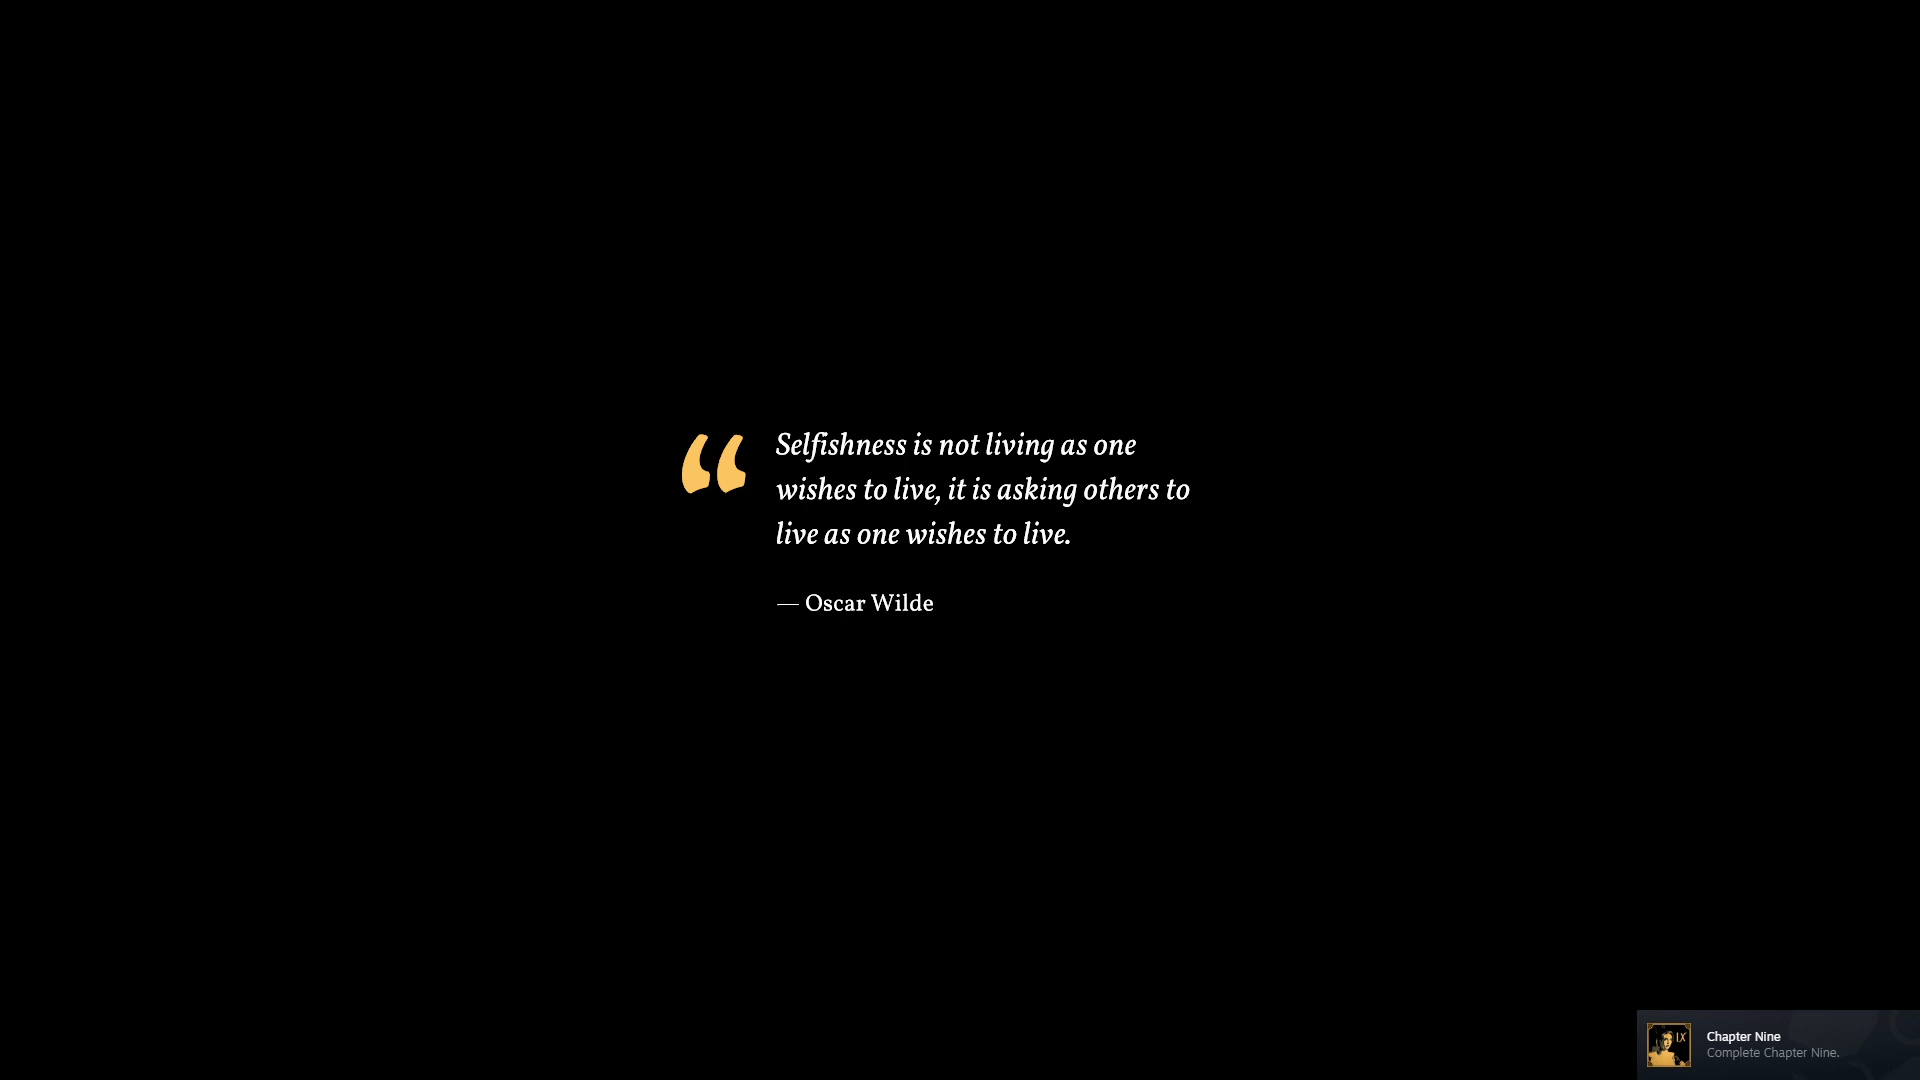 “
Selfishness is not living as one
wishes to live, it is asking others to
live as one wishes to live.
— Oscar Wilde
IX
Chapter Nine
Complete Chapter Nine.